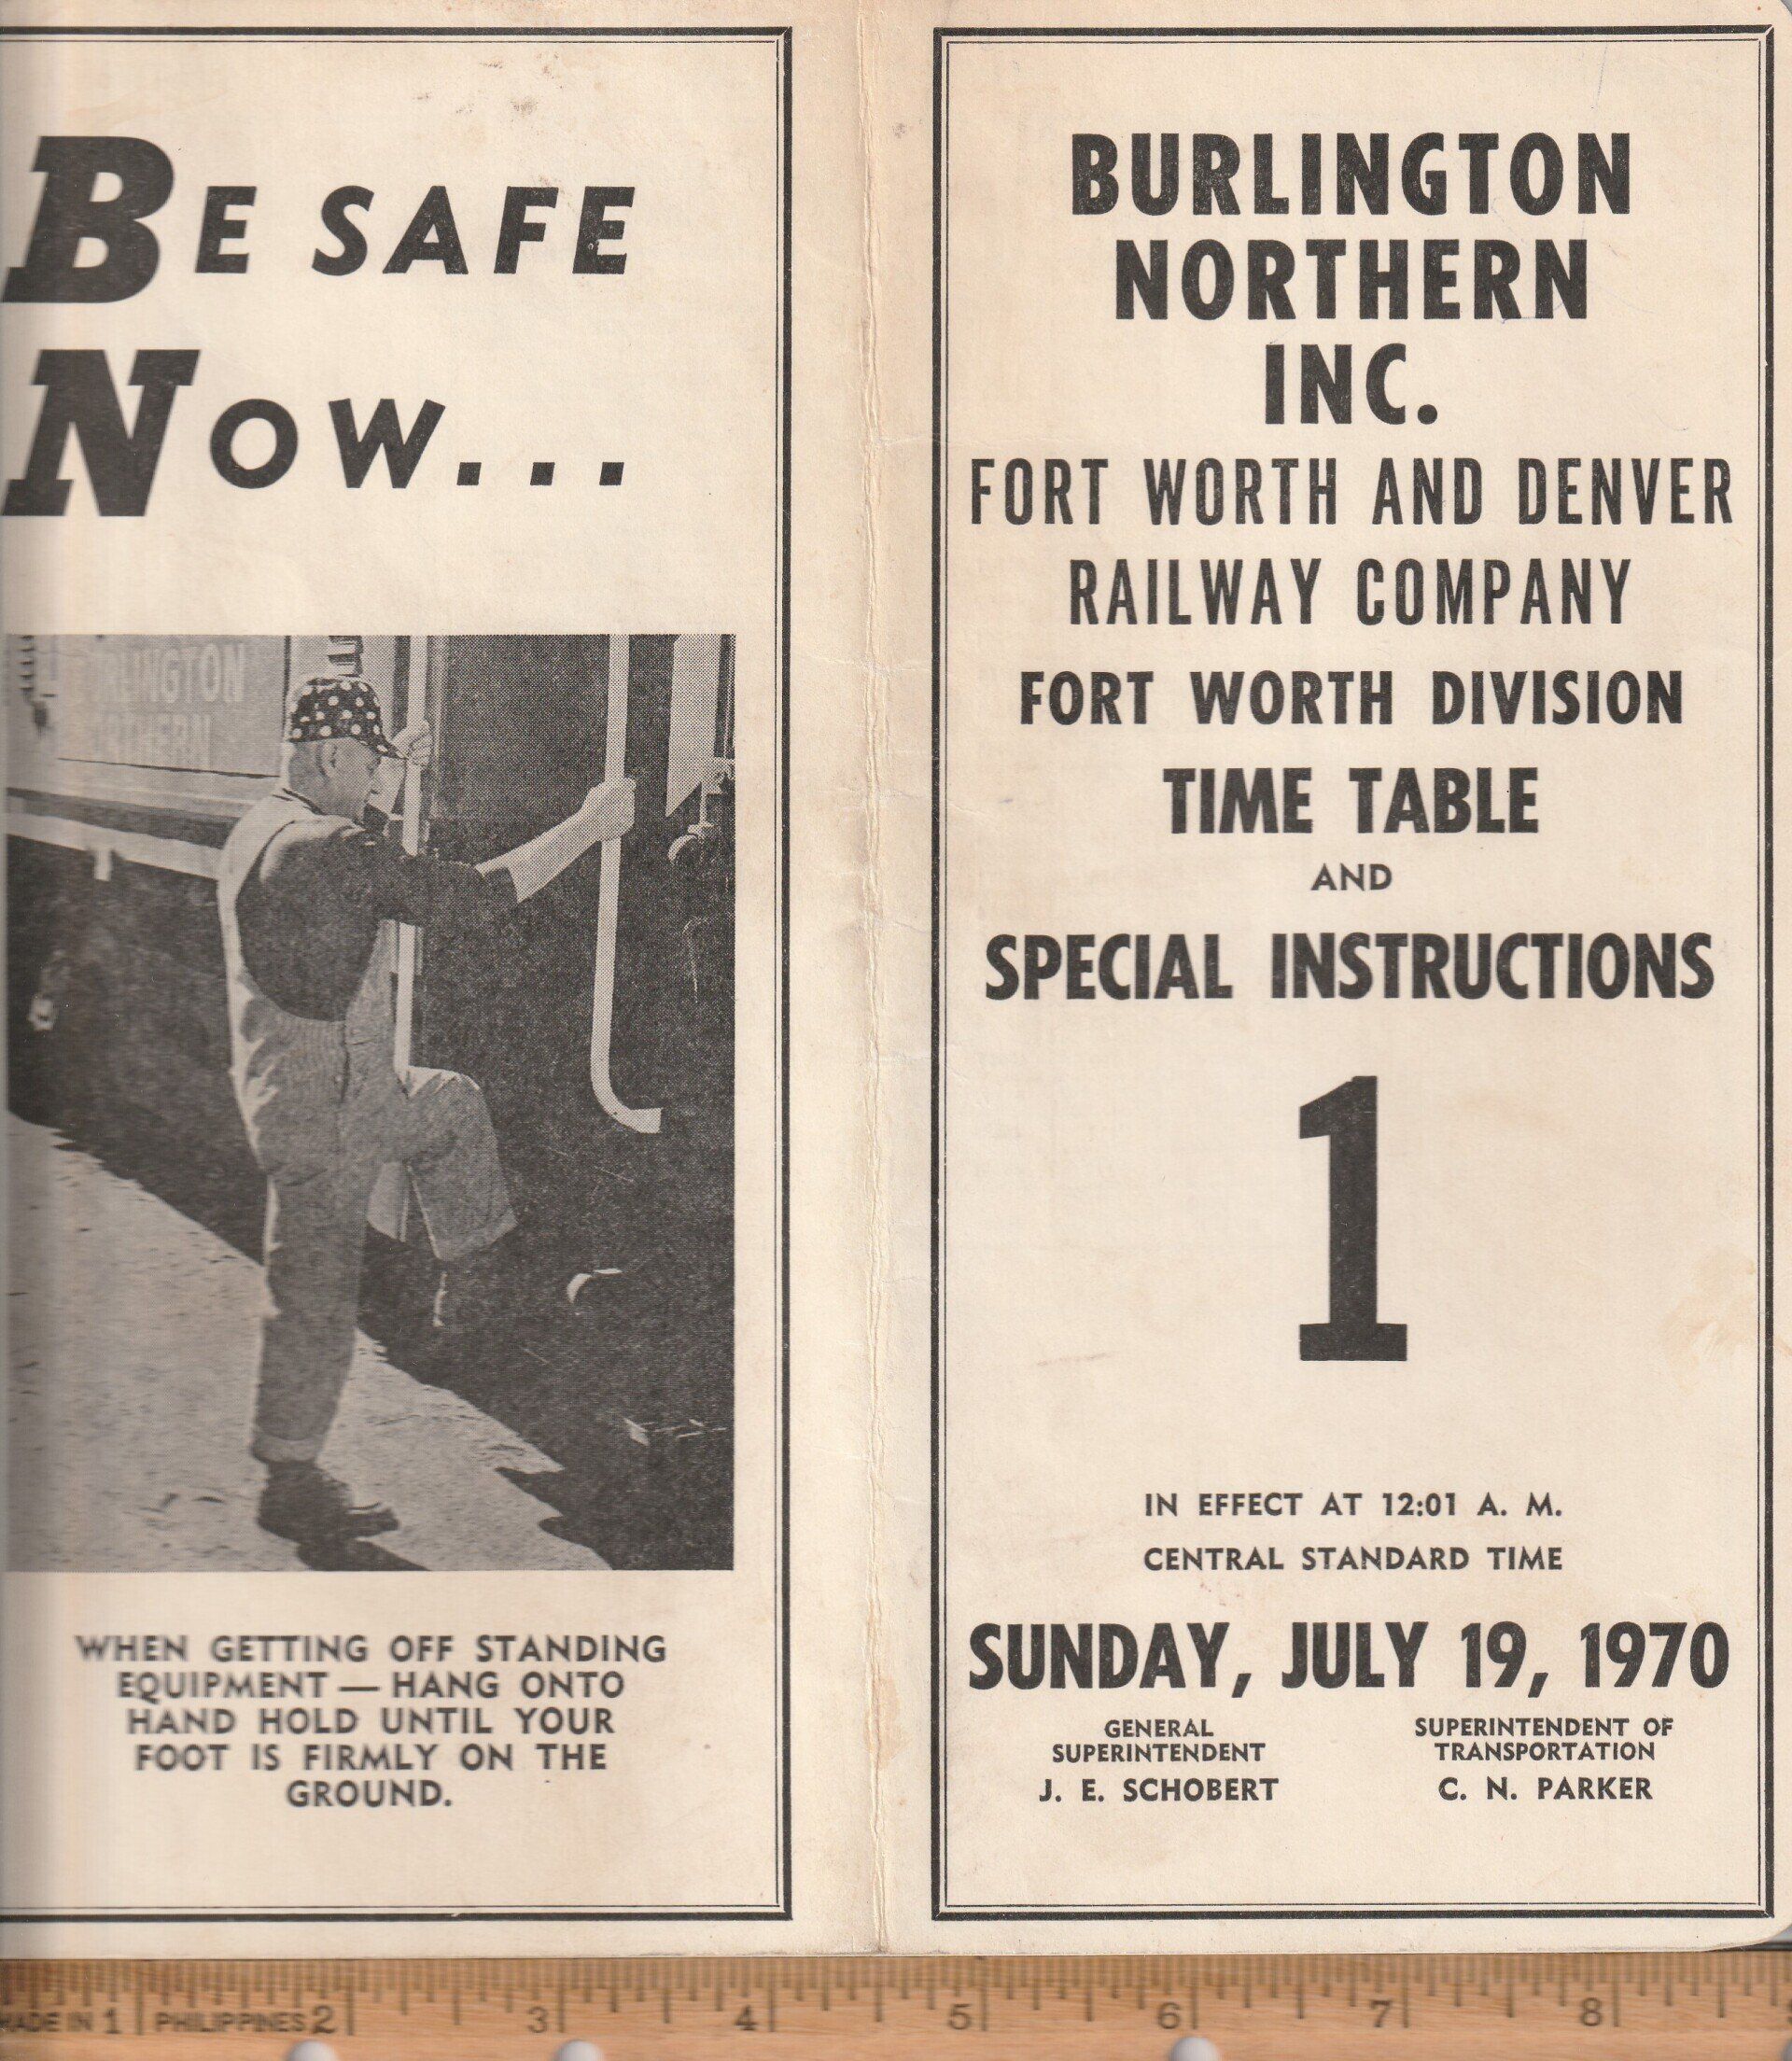 BE SAFE
NOW...
RLINGTON
THERN
WHEN GETTING OFF STANDING
EQUIPMENT — HANG ONTO
HAND HOLD UNTIL YOUR
FOOT IS FIRMLY ON THE
GROUND.
BURLINGTON
NORTHERN
INC.
FORT WORTH AND DENVER
RAILWAY COMPANY
FORT WORTH DIVISION
TIME TABLE
AND
SPECIAL INSTRUCTIONS
1
IN EFFECT AT 12:01 A. M.
CENTRAL STANDARD TIME
SUNDAY, JULY 19, 1970
GENERAL
SUPERINTENDENT
J. E. SCHOBERT
SUPERINTENDENT OF
TRANSPORTATION
C. N. PARKER
MADE IN 1 PHILIPPINES 2 3 4 5 6 7 8